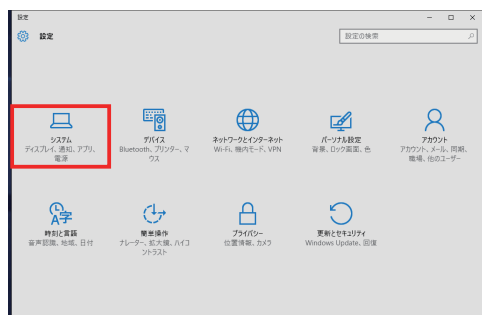 設定
設定
設定の検索
システム
ディスプレイ、通知、アプリ、
電源
デバイス
Bluetooth、プリンター、マ
ウス
ネットワークとインターネット
Wi-Fi、機内モード、VPN
パーソナル設定
背景、ロック画面、色
アカウント
アカウント、メール、同期、
職場、他のユーザー
時刻と言語
音声認識、地域、日付
簡単操作
ナレーター、拡大鏡、ハイコ
ントラスト
プライバシー
位置情報、カメラ
更新とセキュリティ
Windows Update、回復